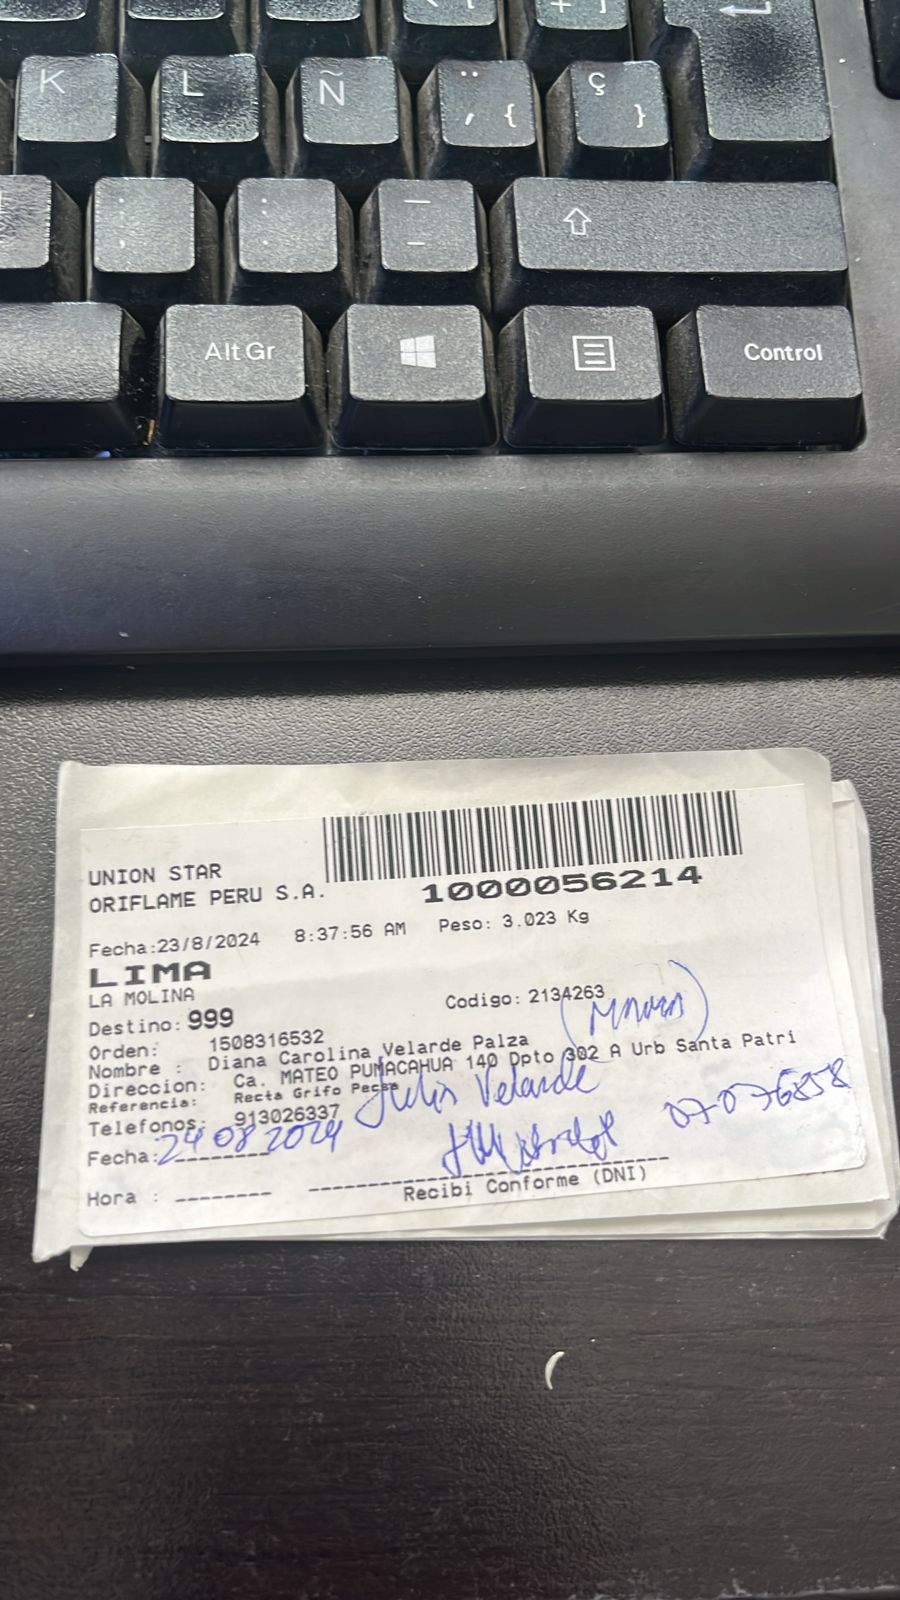 K L Ñ ¨ ´ { Ç }
Alt Gr Control
UNION STAR
ORIFLAME PERU S.A.
1000056214
Fecha:23/8/2024 8:37:56 AM Peso: 3.023 Kg
LIMA
LA MOLINA
Destino: 999 Codigo: 2134263
Orden: 1508316532
Nombre : Diana Carolina Velarde Palza
Direccion: Ca. MATEO PUMACAHUA 140 Dpto 302 A Urb Santa Patri
Referencia: Recta Grifo Pecsa
Telefonos: 913026337 Velarde 07076858
Fecha: 24 08 2024
Hora :
Recibi Conforme (DNI)